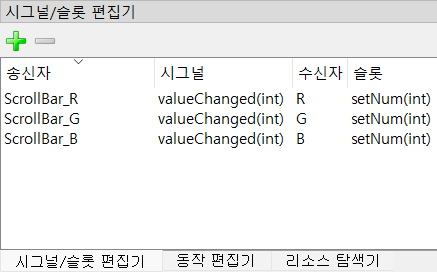 시그널/슬롯 편집기
송신자 시그널 수신자 슬롯
ScrollBar_R valueChanged(int) R setNum(int)
ScrollBar_G valueChanged(int) G setNum(int)
ScrollBar_B valueChanged(int) B setNum(int)
시그널/슬롯 편집기 동작 편집기 리소스 탐색기